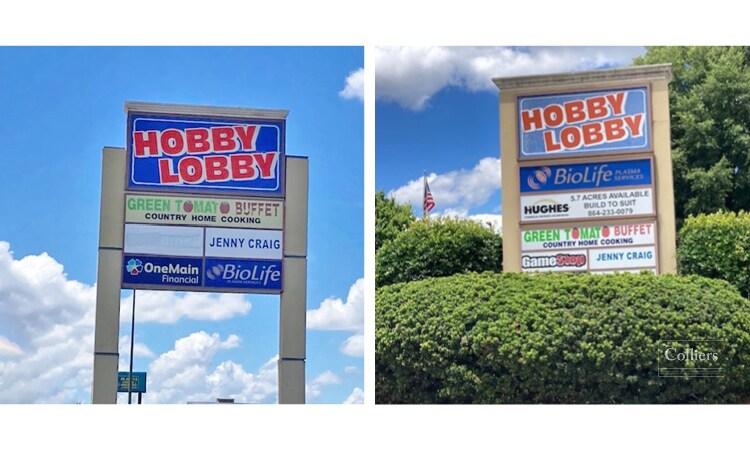 HOBBY
LOBBY
GREEN TOMATO BUFFET
COUNTRY HOME COOKING
JENNY CRAIG
OneMain
Financial
BioLife
PLASMA SERVICES
HOBBY
LOBBY
BioLife PLASMA
SERVICES
5.7 ACRES AVAILABLE
BUILD TO SUIT
HUGHES
864-233-0079
GREEN TOMATO BUFFET
COUNTRY HOME COOKING
GameStop
JENNY CRAIG
Colliers